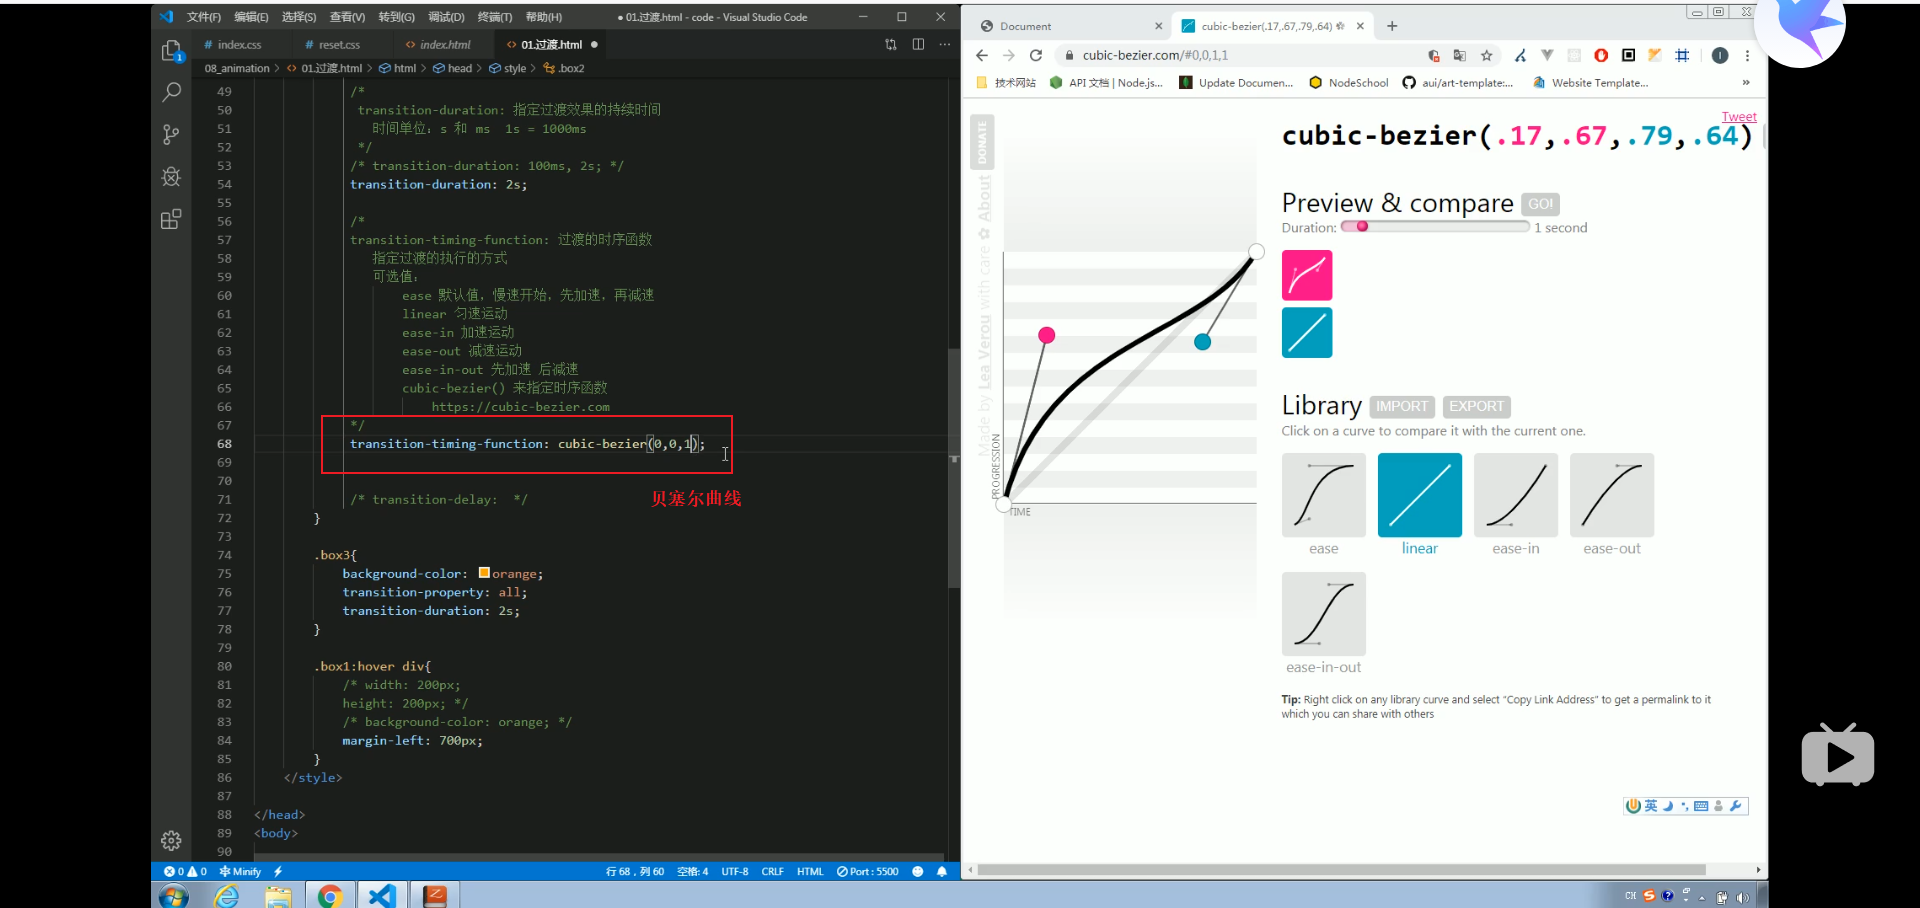 文件(F) 编辑(E) 选择(S) 查看(V) 转到(G) 调试(D) 终端(T) 帮助(H) ● 01.过渡.html - code - Visual Studio Code
# index.css # reset.css <> index.html <> 01.过渡.html ●
08_animation > <> 01.过渡.html > html > head > style > .box2
49 /*
50 transition-duration: 指定过渡效果的持续时间
51 时间单位：s 和 ms 1s = 1000ms
52 */
53 /* transition-duration: 100ms, 2s; */
54 transition-duration: 2s;
55
56 /*
57 transition-timing-function: 过渡的时序函数
58 指定过渡的执行的方式
59 可选值：
60 ease 默认值，慢速开始，先加速，再减速
61 linear 匀速运动
62 ease-in 加速运动
63 ease-out 减速运动
64 ease-in-out 先加速 后减速
65 cubic-bezier() 来指定时序函数
66 https://cubic-bezier.com
67 */
68 transition-timing-function: cubic-bezier(0,0,1);
69
70
71 /* transition-delay: */
贝塞尔曲线
72 }
73
74 .box3{
75 background-color: orange;
76 transition-property: all;
77 transition-duration: 2s;
78 }
79
80 .box1:hover div{
81 /* width: 200px;
82 height: 200px; */
83 /* background-color: orange; */
84 margin-left: 700px;
85 }
86 </style>
87
88 </head>
89 <body>
90
1
0 0 Minify 行 68，列 60 空格: 4 UTF-8 CRLF HTML Port : 5500
Document cubic-bezier(.17,.67,.79,.64)
cubic-bezier.com/#0,0,1,1
技术网站 API 文档 | Node.js... Update Documen... NodeSchool aui/art-template:... Website Template... »
DONATE
Made by Lea Verou with care ✿ About
Tweet
cubic-bezier(.17,.67,.79,.64)
Preview & compare GO!
Duration: 1 second
PROGRESSION
TIME
Library IMPORT EXPORT
Click on a curve to compare it with the current one.
ease linear ease-in ease-out
ease-in-out
Tip: Right click on any library curve and select “Copy Link Address” to get a permalink to it
which you can share with others
英
CH